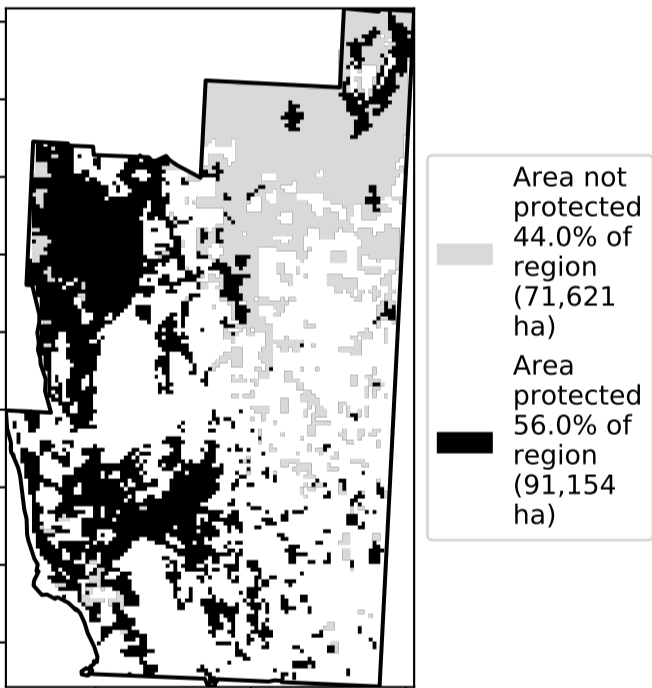 Area not
protected
44.0% of
region
(71,621
ha)
Area
protected
56.0% of
region
(91,154
ha)